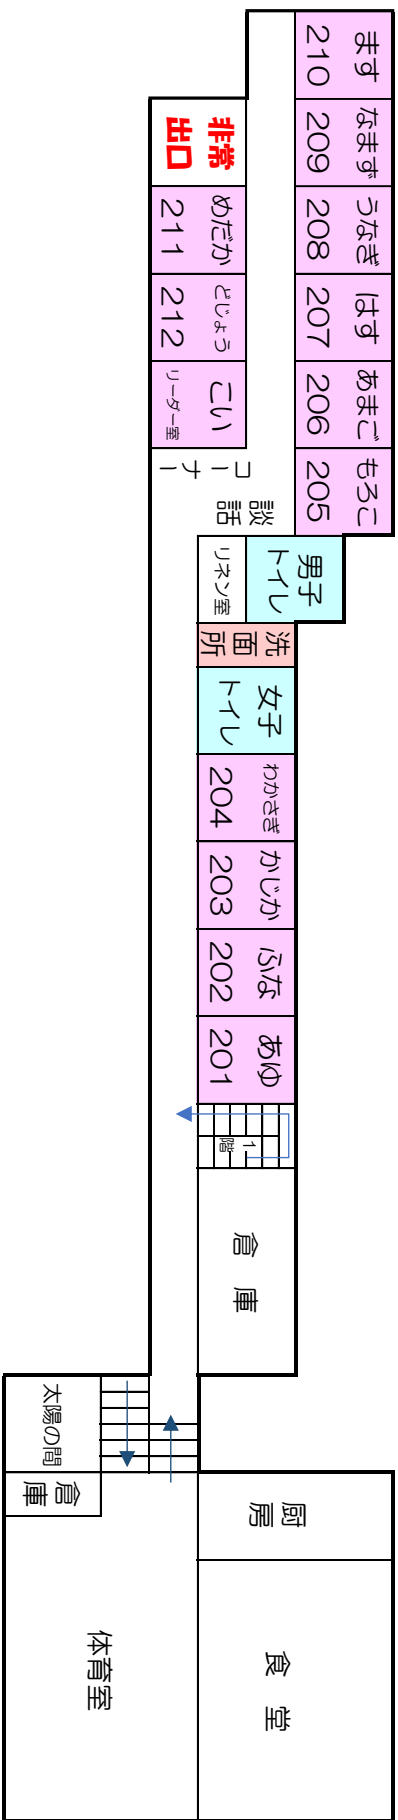 ます
210
なまず
209
うなぎ
208
はす
207
あまご
206
もろこ
205
非常
出口
めだか
211
どじょう
212
こい
リーダー室
談話
コーナー
男子
トイレ
リネン室
洗面
所
女子
トイレ
わかさぎ
204
かじか
203
ふな
202
あゆ
201
1
階
倉庫
太陽の間
倉
庫
厨
房
体育室
食堂